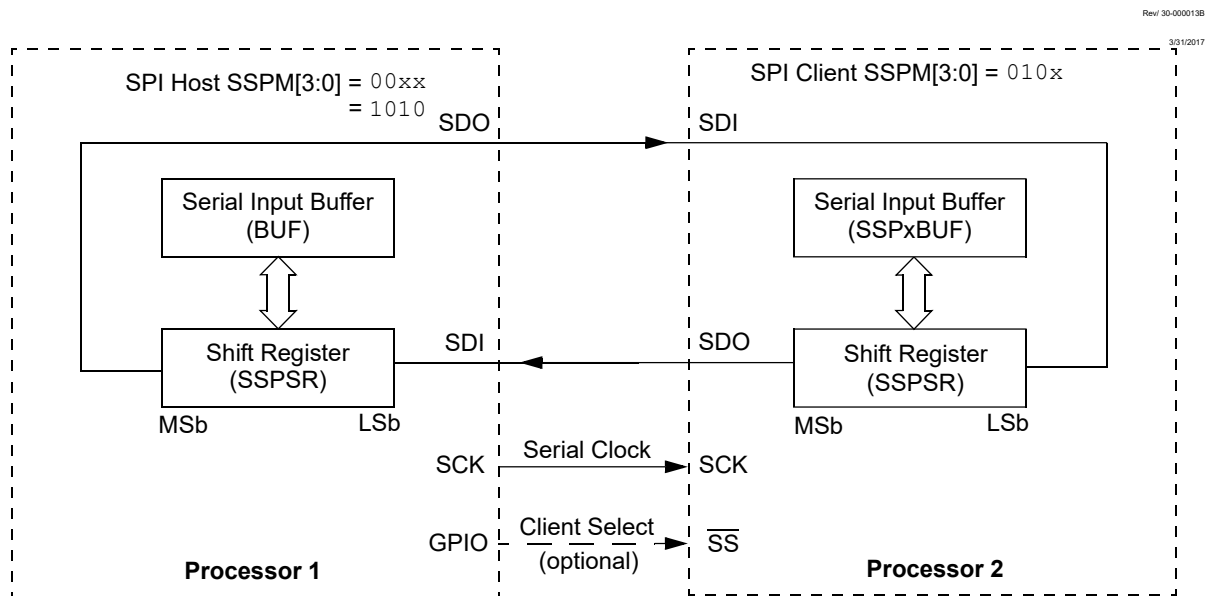 Rev/ 30-000013B
3/31/2017
SPI Host SSPM[3:0] = 00xx
= 1010
SPI Client SSPM[3:0] = 010x
SDO
SDI
Serial Input Buffer
(BUF)
Serial Input Buffer
(SSPxBUF)
SDI
SDO
Shift Register
(SSPSR)
Shift Register
(SSPSR)
MSb
LSb
MSb
LSb
SCK
Serial Clock
SCK
GPIO
Client Select
(optional)
S̅S̅
Processor 1
Processor 2